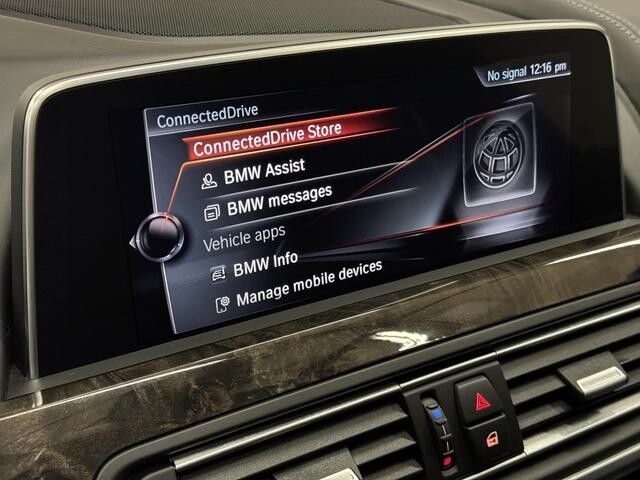 No signal 12:16 pm
ConnectedDrive
ConnectedDrive Store
BMW Assist
BMW messages
Vehicle apps
BMW Info
Manage mobile devices